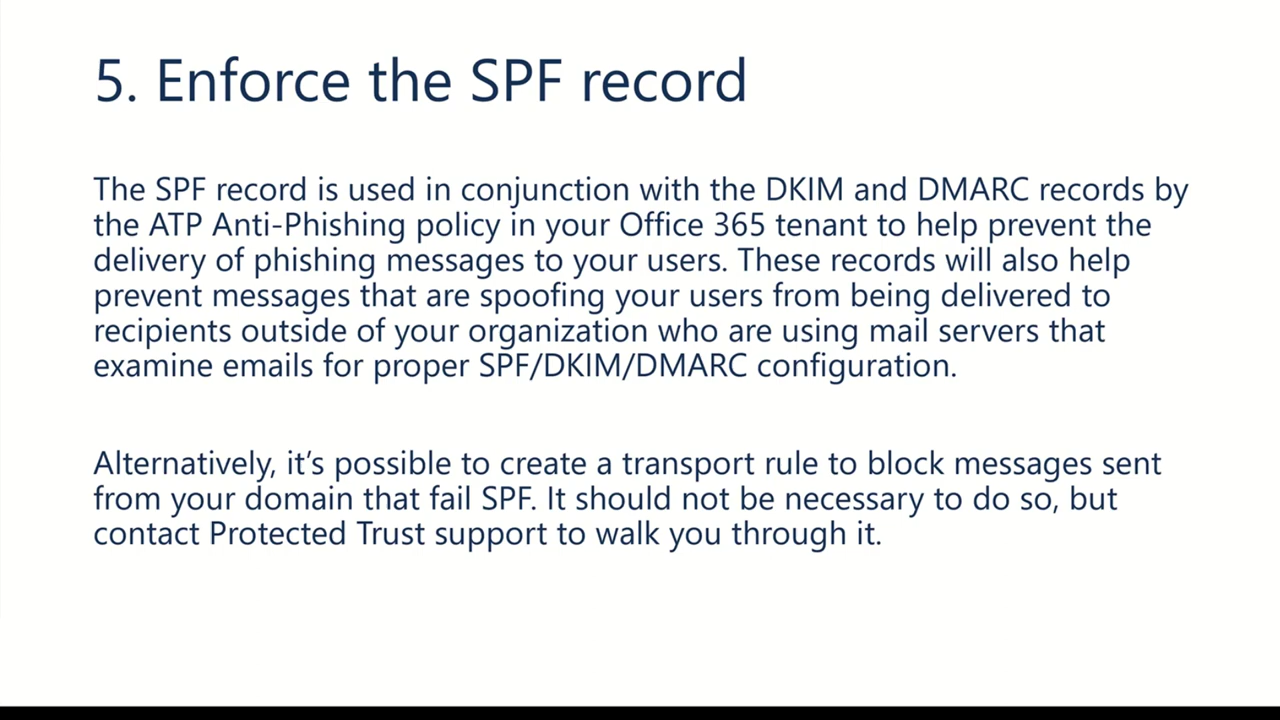 5. Enforce the SPF record
The SPF record is used in conjunction with the DKIM and DMARC records by
the ATP Anti-Phishing policy in your Office 365 tenant to help prevent the
delivery of phishing messages to your users. These records will also help
prevent messages that are spoofing your users from being delivered to
recipients outside of your organization who are using mail servers that
examine emails for proper SPF/DKIM/DMARC configuration.
Alternatively, it’s possible to create a transport rule to block messages sent
from your domain that fail SPF. It should not be necessary to do so, but
contact Protected Trust support to walk you through it.